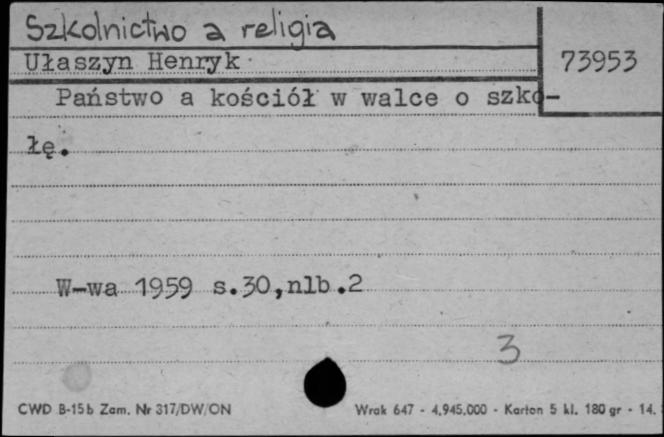 Szkolnictwo a religia
Ułaszyn Henryk
73953
Państwo a kościół w walce o szko-
łę.
W-wa 1959 s.30,nlb.2
3
CWD B-15b Zam. Nr 317/DW/ON
Wrak 647 - 4.945.000 - Karton 5 kl. 180 gr - 14.